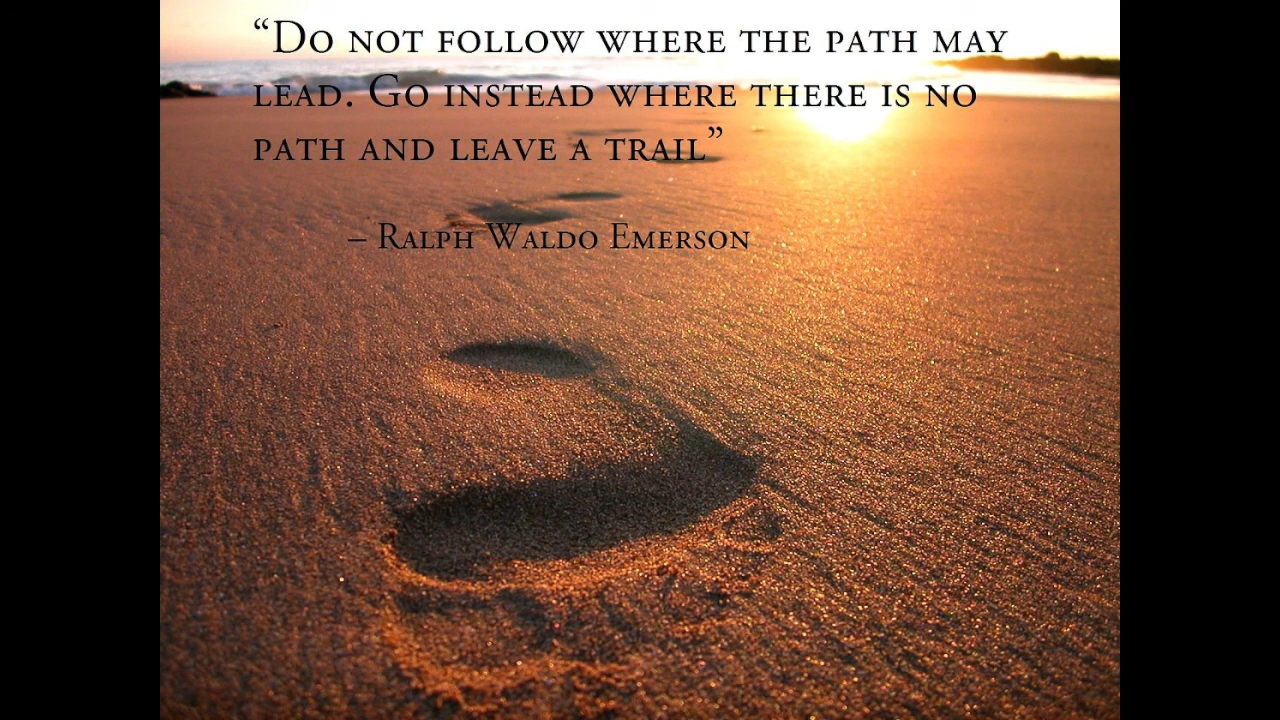 “Do not follow where the path may
lead. Go instead where there is no
path and leave a trail”
– Ralph Waldo Emerson